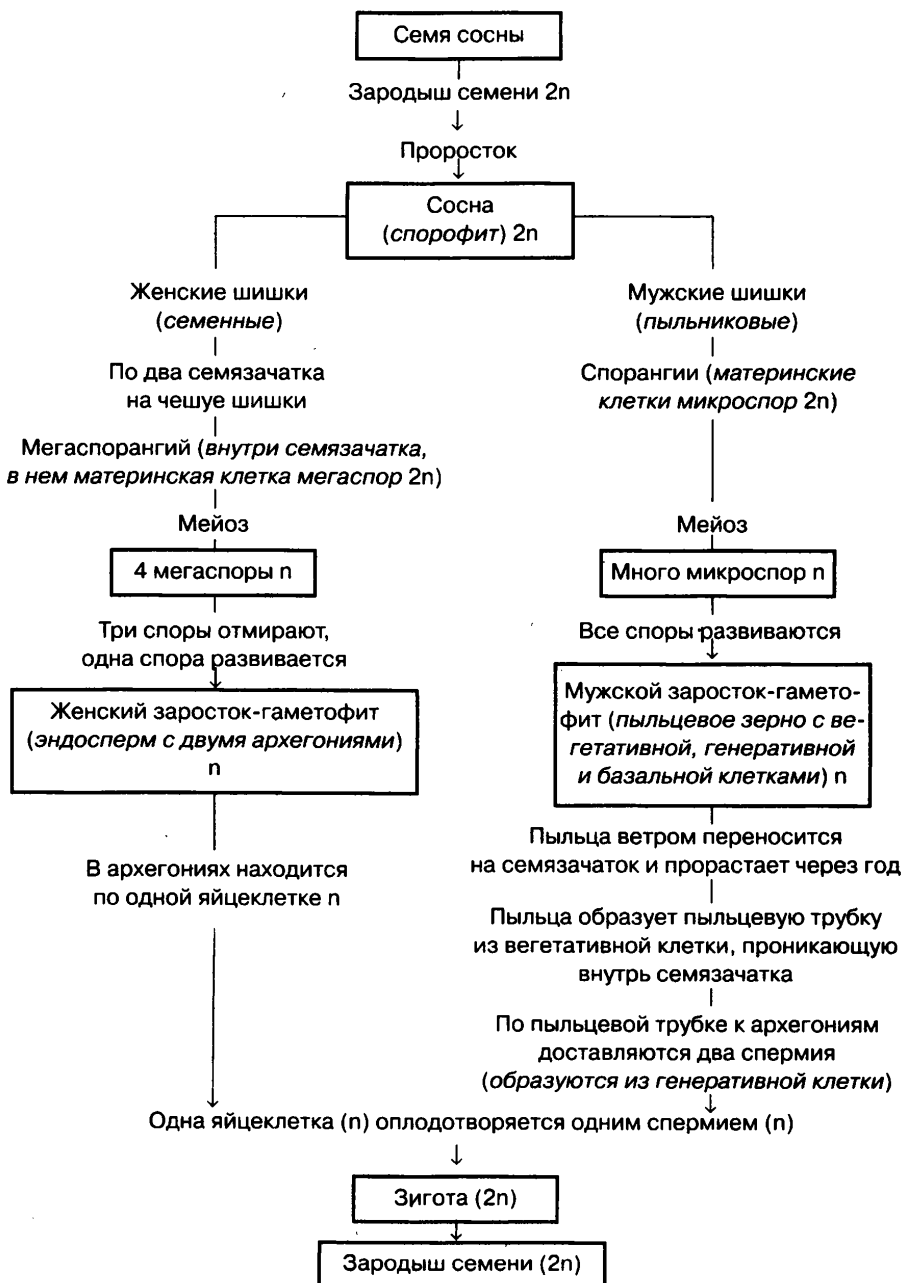 Семя сосны
Зародыш семени 2n
Проросток
Сосна
(спорофит) 2n
Женские шишки
(семенные)
По два семязачатка
на чешуе шишки
Мегаспорангий (внутри семязачатка,
в нем материнская клетка мегаспор 2n)
Мейоз
4 мегаспоры n
Три споры отмирают,
одна спора развивается
Женский заросток-гаметофит
(эндосперм с двумя архегониями)
n
В архегониях находится
по одной яйцеклетке n
Мужские шишки
(пыльниковые)
Спорангии (материнские
клетки микроспор 2n)
Мейоз
Много микроспор n
Все споры развиваются
Мужской заросток-гамето-
фит (пыльцевое зерно с ве-
гетативной, генеративной
и базальной клетками) n
Пыльца ветром переносится
на семязачаток и прорастает через год
Пыльца образует пыльцевую трубку
из вегетативной клетки, проникающую
внутрь семязачатка
По пыльцевой трубке к архегониям
доставляются два спермия
(образуются из генеративной клетки)
Одна яйцеклетка (n) оплодотворяется одним спермием (n)
Зигота (2n)
Зародыш семени (2n)